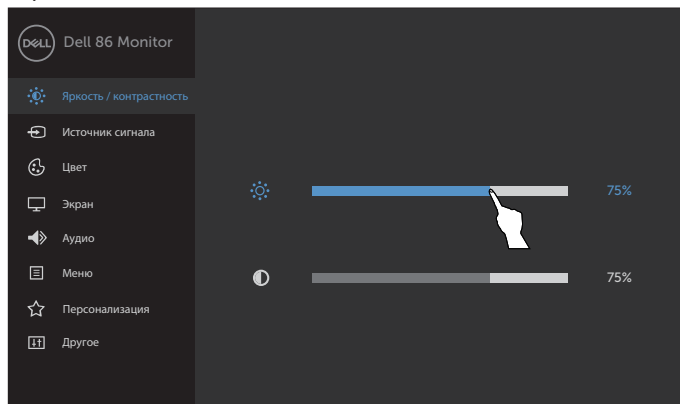 DELL Dell 86 Monitor
Яркость / контрастность
Источник сигнала
Цвет
75%
Экран
Аудио
Меню
75%
Персонализация
Другое